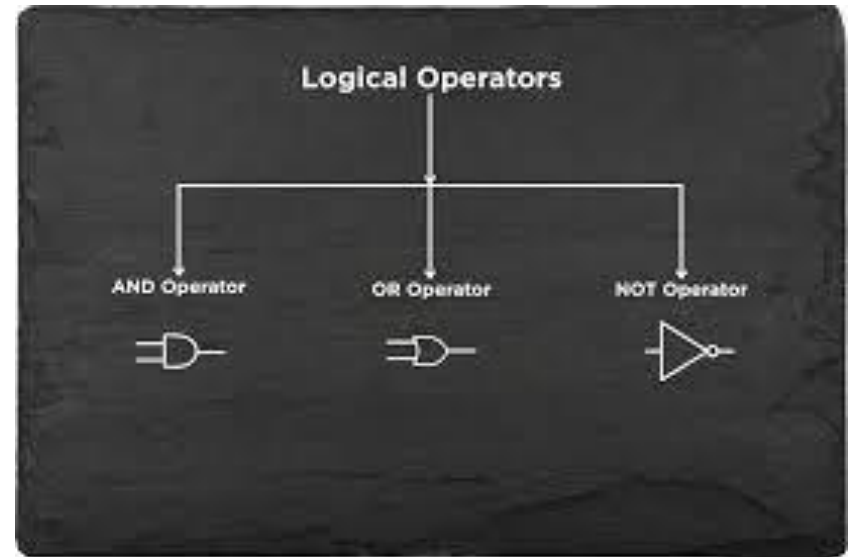 Logical Operators
AND Operator
OR Operator
NOT Operator